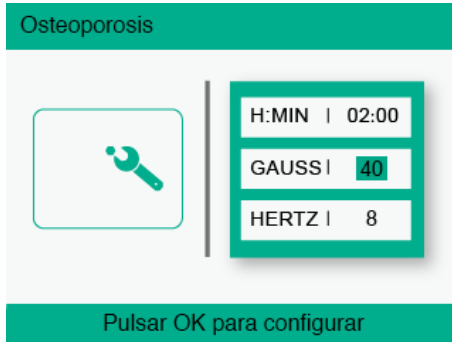 Osteoporosis
H:MIN | 02:00
GAUSS | 40
HERTZ | 8
Pulsar OK para configurar